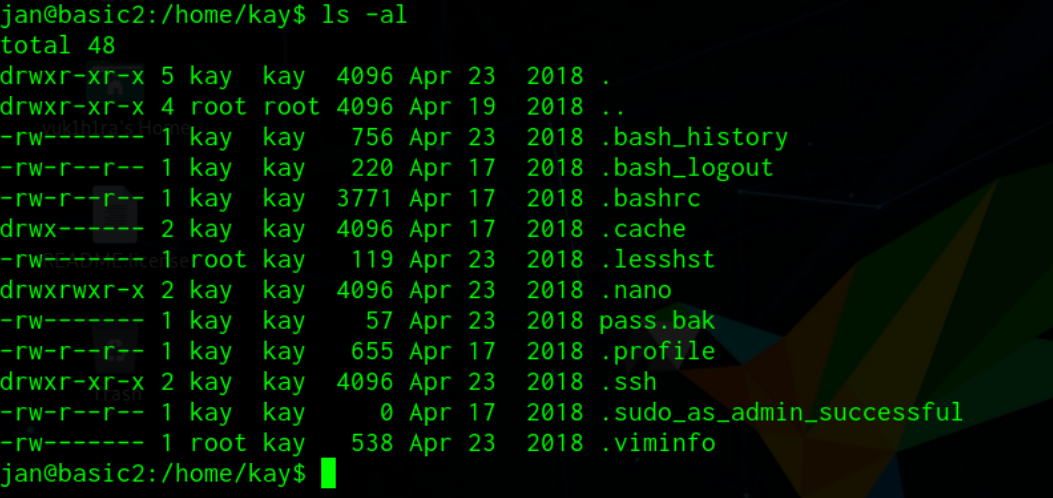 jan@basic2:/home/kay$ ls -al
total 48
drwxr-xr-x 5 kay  kay  4096 Apr 23  2018 .
drwxr-xr-x 4 root root 4096 Apr 19  2018 ..
-rw------- 1 kay  kay   756 Apr 23  2018 .bash_history
-rw-r--r-- 1 kay  kay   220 Apr 17  2018 .bash_logout
-rw-r--r-- 1 kay  kay  3771 Apr 17  2018 .bashrc
drwx------ 2 kay  kay  4096 Apr 17  2018 .cache
-rw------- 1 root kay   119 Apr 23  2018 .lesshst
drwxrwxr-x 2 kay  kay  4096 Apr 23  2018 .nano
-rw------- 1 kay  kay    57 Apr 23  2018 pass.bak
-rw-r--r-- 1 kay  kay   655 Apr 17  2018 .profile
drwxr-xr-x 2 kay  kay  4096 Apr 23  2018 .ssh
-rw-r--r-- 1 kay  kay     0 Apr 17  2018 .sudo_as_admin_successful
-rw------- 1 root kay   538 Apr 23  2018 .viminfo
jan@basic2:/home/kay$
Trash